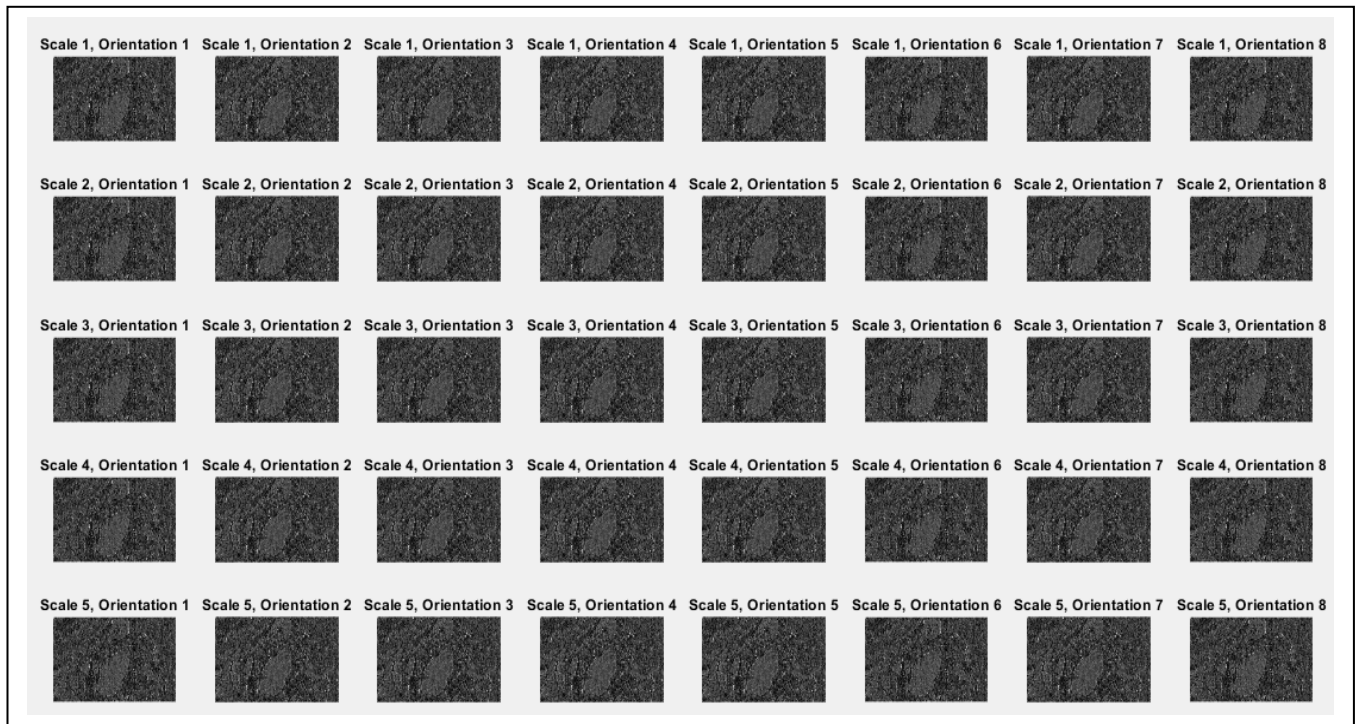 Scale 1, Orientation 1 Scale 1, Orientation 2 Scale 1, Orientation 3 Scale 1, Orientation 4 Scale 1, Orientation 5 Scale 1, Orientation 6 Scale 1, Orientation 7 Scale 1, Orientation 8
Scale 2, Orientation 1 Scale 2, Orientation 2 Scale 2, Orientation 3 Scale 2, Orientation 4 Scale 2, Orientation 5 Scale 2, Orientation 6 Scale 2, Orientation 7 Scale 2, Orientation 8
Scale 3, Orientation 1 Scale 3, Orientation 2 Scale 3, Orientation 3 Scale 3, Orientation 4 Scale 3, Orientation 5 Scale 3, Orientation 6 Scale 3, Orientation 7 Scale 3, Orientation 8
Scale 4, Orientation 1 Scale 4, Orientation 2 Scale 4, Orientation 3 Scale 4, Orientation 4 Scale 4, Orientation 5 Scale 4, Orientation 6 Scale 4, Orientation 7 Scale 4, Orientation 8
Scale 5, Orientation 1 Scale 5, Orientation 2 Scale 5, Orientation 3 Scale 5, Orientation 4 Scale 5, Orientation 5 Scale 5, Orientation 6 Scale 5, Orientation 7 Scale 5, Orientation 8